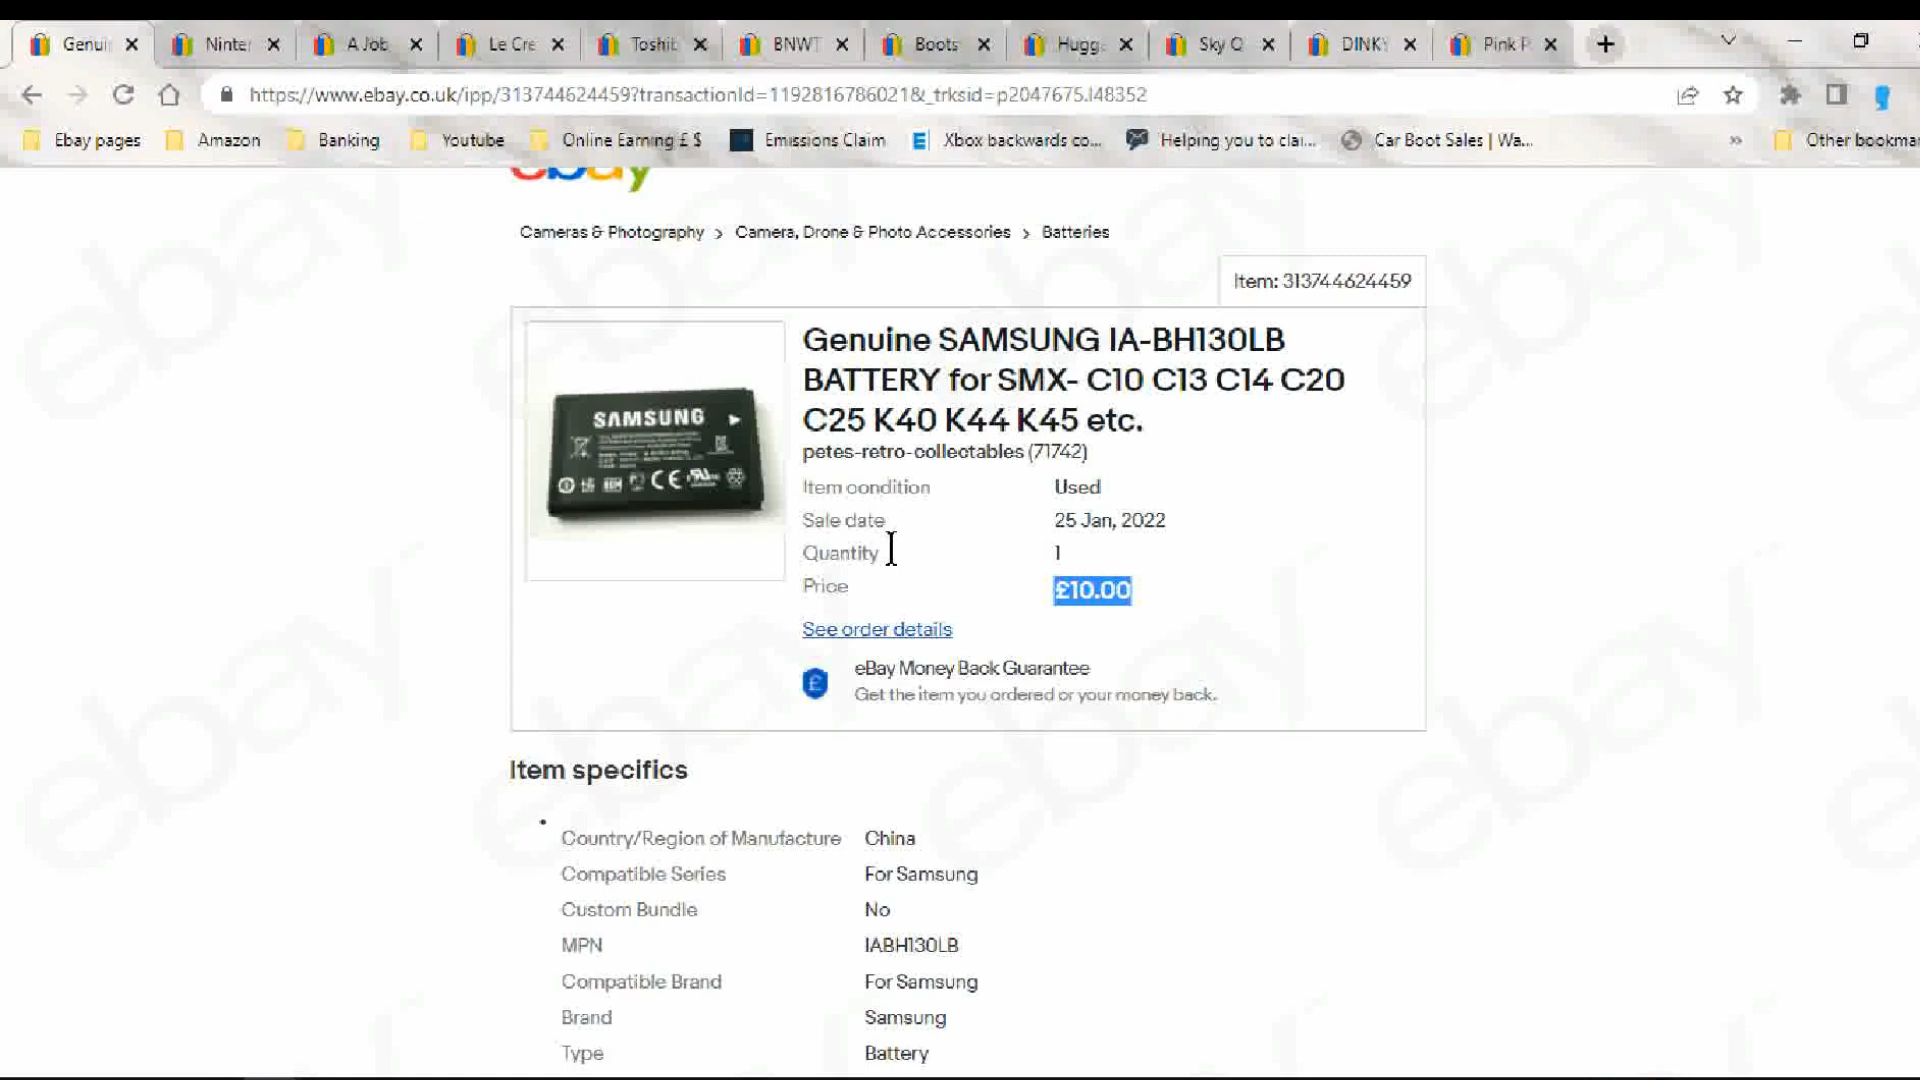 Genui
Ninter
A Job
Le Cre
Toshib
BNWT
Boots
Hugg
Sky Q
DINKY
Pink P
https://www.ebay.co.uk/ipp/313744624459?transactionId=1192816786021&_trksid=p2047675.l48352
Ebay pages
Amazon
Banking
Youtube
Online Earning £ $
Emissions Claim
Xbox backwards co...
Helping you to clai...
Car Boot Sales | Wa...
»
Other bookma
ebay
Cameras & Photography > Camera, Drone & Photo Accessories > Batteries
Item: 313744624459
SAMSUNG
Genuine SAMSUNG IA-BH130LB
BATTERY for SMX- C10 C13 C14 C20
C25 K40 K44 K45 etc.
petes-retro-collectables (71742)
Item condition Used
Sale date 25 Jan, 2022
Quantity 1
Price £10.00
See order details
eBay Money Back Guarantee
Get the item you ordered or your money back.
Item specifics
Country/Region of Manufacture China
Compatible Series For Samsung
Custom Bundle No
MPN IABH130LB
Compatible Brand For Samsung
Brand Samsung
Type Battery